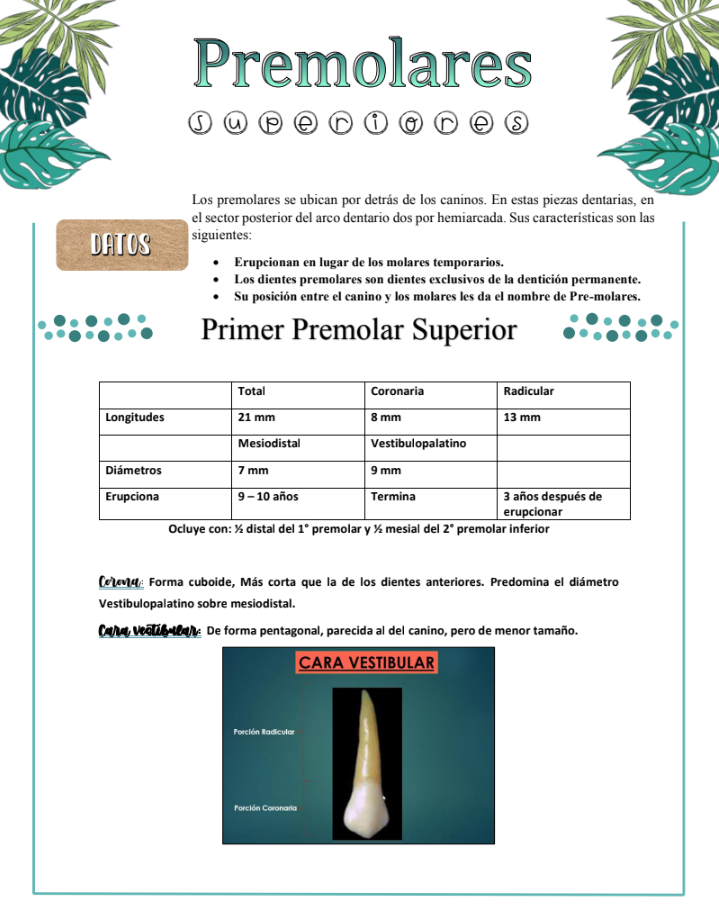 Premolares
Superiores
Los premolares se ubican por detrás de los caninos. En estas piezas dentarias, en
el sector posterior del arco dentario dos por hemiarcada. Sus características son las
siguientes:
DATOS
• Erupcionan en lugar de los molares temporarios.
• Los dientes premolares son dientes exclusivos de la dentición permanente.
• Su posición entre el canino y los molares les da el nombre de Pre-molares.
Primer Premolar Superior
Total Coronaria Radicular
Longitudes 21 mm 8 mm 13 mm
Mesiodistal Vestibulopalatino
Diámetros 7 mm 9 mm
Erupciona 9 – 10 años Termina 3 años después de
erupcionar
Ocluye con: ½ distal del 1° premolar y ½ mesial del 2° premolar inferior
Corona: Forma cuboide, Más corta que la de los dientes anteriores. Predomina el diámetro
Vestibulopalatino sobre mesiodistal.
Cara vestibular: De forma pentagonal, parecida al del canino, pero de menor tamaño.
CARA VESTIBULAR
Porción Radicular
Porción Coronaria